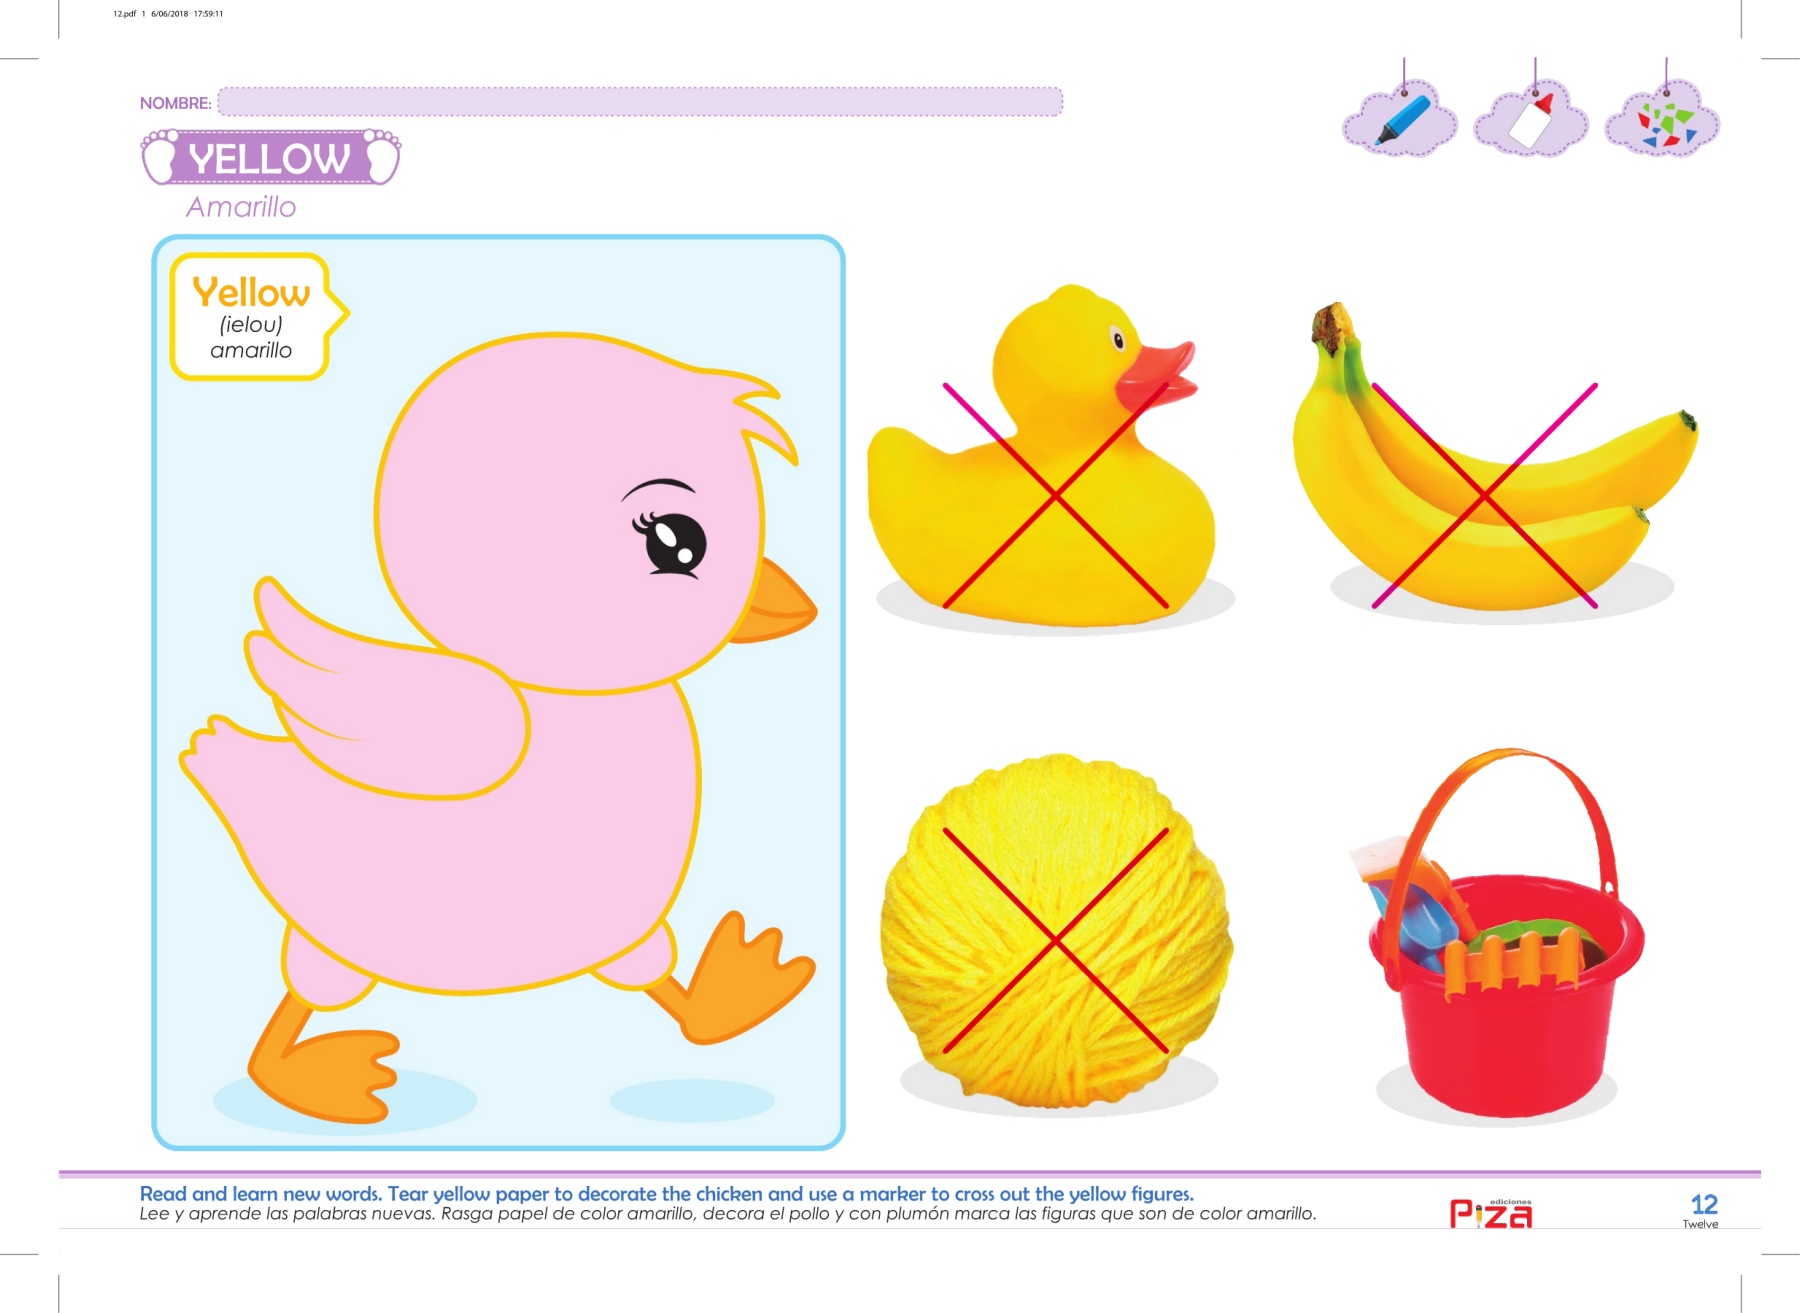 12.pdf 1 6/06/2018 17:59:11
NOMBRE:
YELLOW
Amarillo
Yellow
(ielou)
amarillo
Read and learn new words. Tear yellow paper to decorate the chicken and use a marker to cross out the yellow figures.
Lee y aprende las palabras nuevas. Rasga papel de color amarillo, decora el pollo y con plumón marca las figuras que son de color amarillo.
ediciones
Piza
12
Twelve